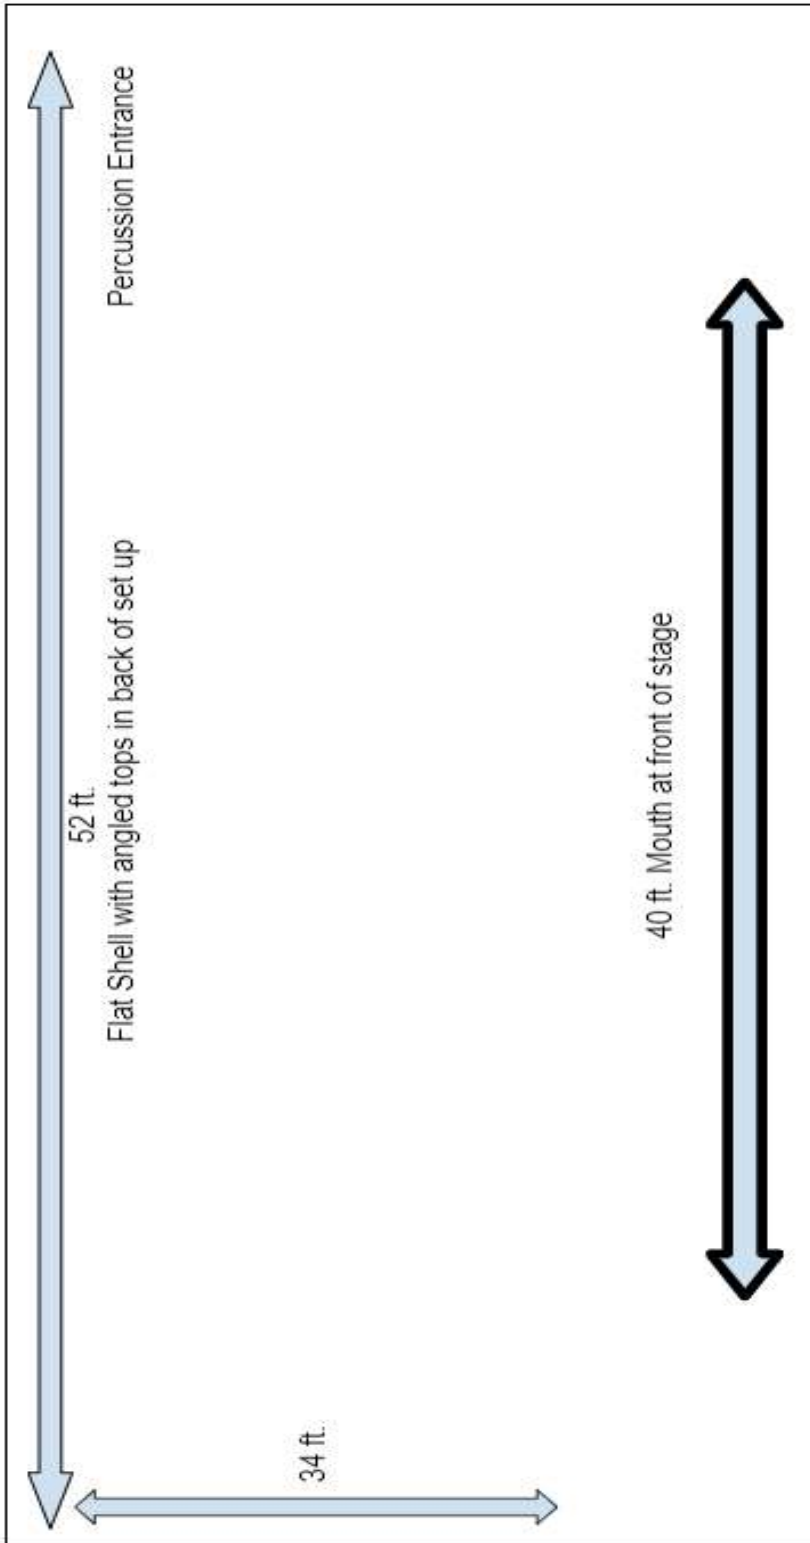 52 ft.
Flat Shell with angled tops in back of set up
Percussion Entrance
34 ft.
40 ft. Mouth at front of stage